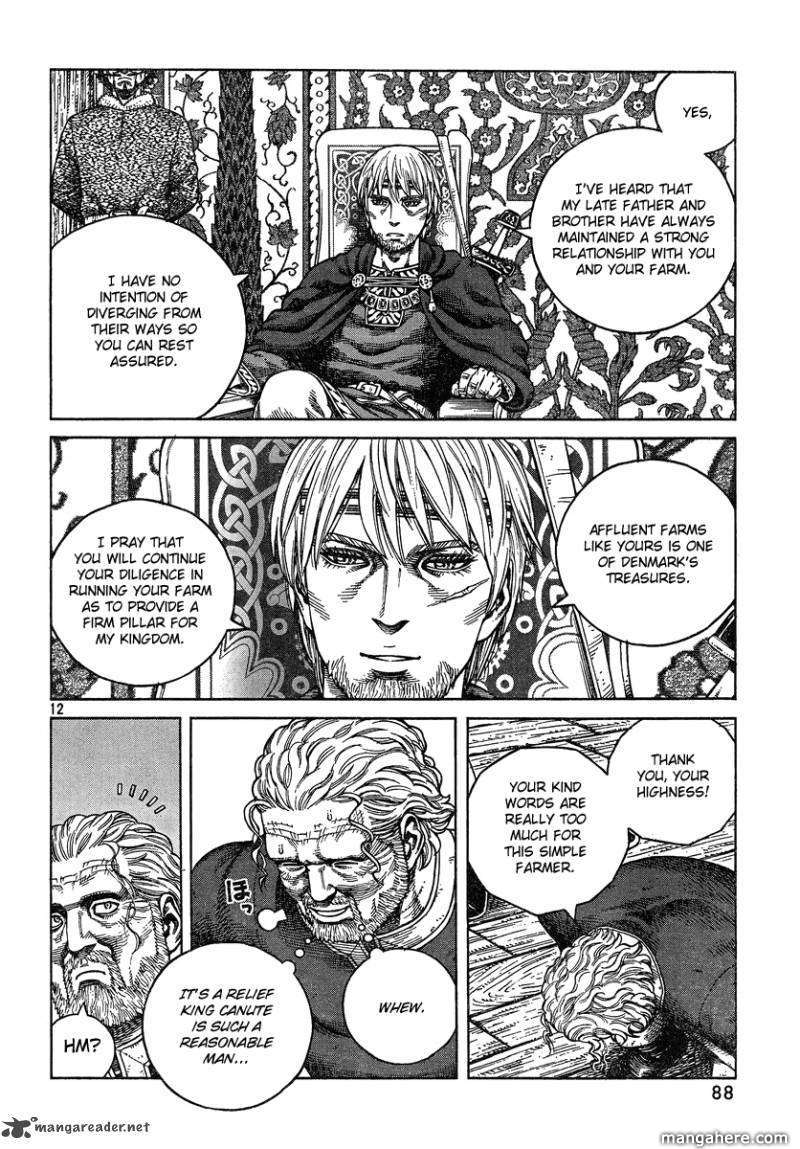 YES,
I'VE HEARD THAT
MY LATE FATHER AND
BROTHER HAVE ALWAYS
MAINTAINED A STRONG
RELATIONSHIP WITH YOU
AND YOUR FARM.
I HAVE NO
INTENTION OF
DIVERGING FROM
THEIR WAYS SO
YOU CAN REST
ASSURED.
AFFLUENT FARMS
LIKE YOURS IS ONE
OF DENMARK'S
TREASURES.
I PRAY THAT
YOU WILL CONTINUE
YOUR DILIGENCE IN
RUNNING YOUR FARM
AS TO PROVIDE A
FIRM PILLAR FOR
MY KINGDOM.
12
THANK
YOU, YOUR
HIGHNESS!
YOUR KIND
WORDS ARE
REALLY TOO
MUCH FOR
THIS SIMPLE
FARMER.
ほっ
WHEW.
IT'S A RELIEF
KING CANUTE
IS SUCH A
REASONABLE
MAN...
HM?
88
mangareader.net
mangahere.com